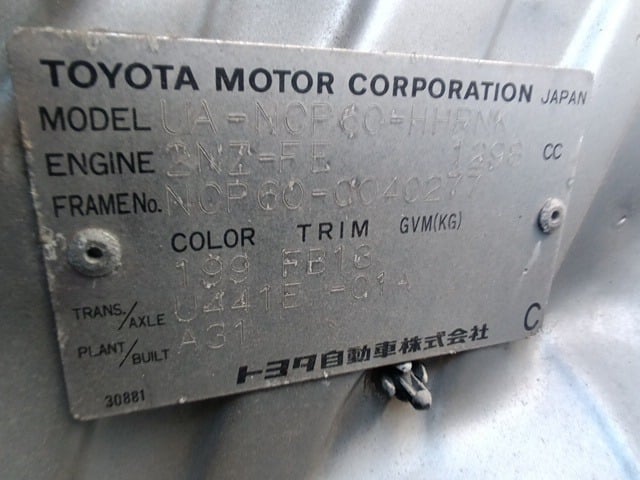 TOYOTA MOTOR CORPORATION JAPAN
MODEL UA-NCP60-HHPNK
ENGINE 2NZ-FE 1298 CC
FRAME No. NCP60-0040277
COLOR TRIM GVM(KG)
199 FB13
TRANS./AXLE U441E -01A
PLANT/BUILT A31
C
トヨタ自動車株式会社
30881